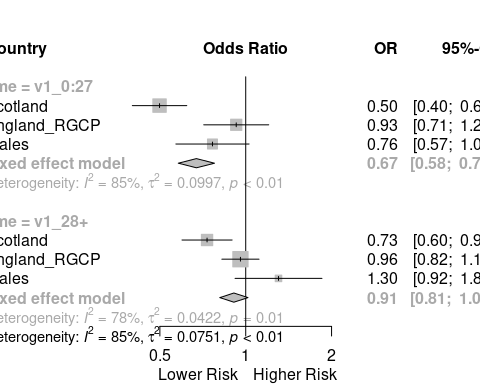 ountry Odds Ratio OR 95%-
me = v1_0:27
cotland 0.50 [0.40; 0.6
ngland_RGCP 0.93 [0.71; 1.2
ales 0.76 [0.57; 1.0
xed effect model 0.67 [0.58; 0.7
eterogeneity: I² = 85%, τ² = 0.0997, p < 0.01
me = v1_28+
cotland 0.73 [0.60; 0.9
ngland_RGCP 0.96 [0.82; 1.1
ales 1.30 [0.92; 1.8
xed effect model 0.91 [0.81; 1.0
eterogeneity: I² = 78%, τ² = 0.0422, p = 0.01
eterogeneity: I² = 85%, τ² = 0.0751, p < 0.01
0.5 1 2
Lower Risk Higher Risk